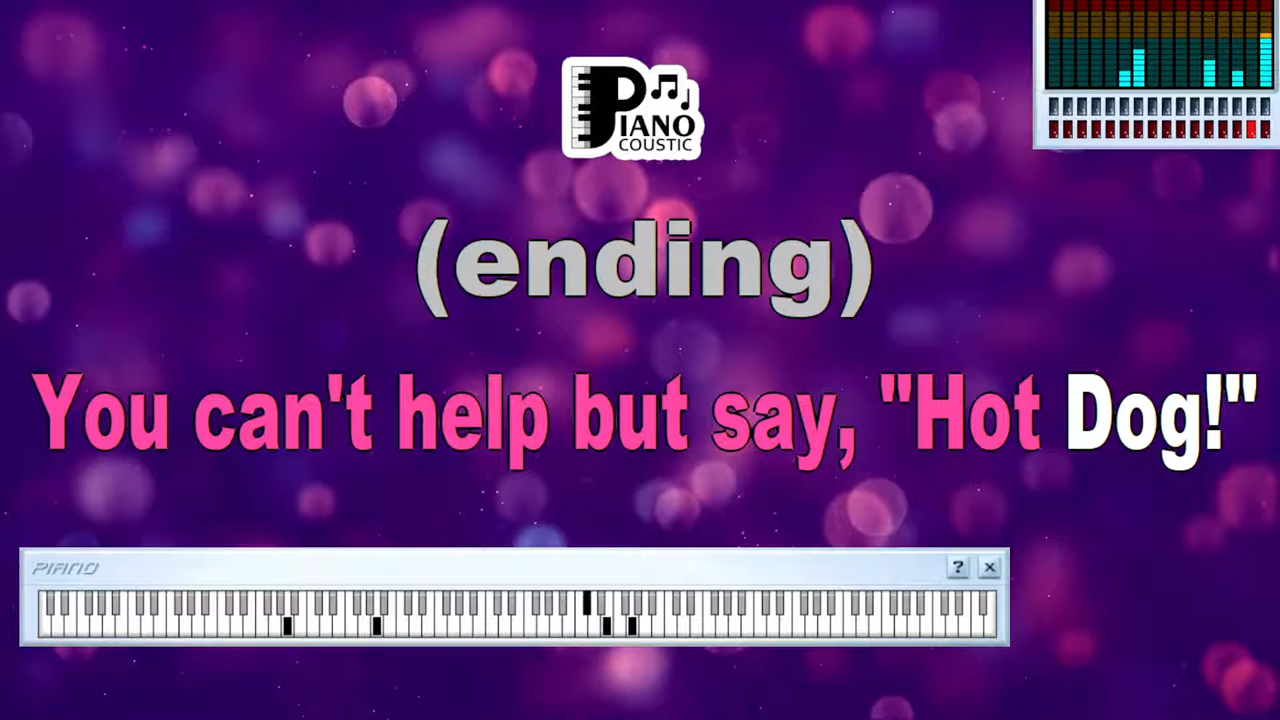 PIANO
COUSTIC
(ending)
You can't help but say, "Hot Dog!"
PIANO
? ×